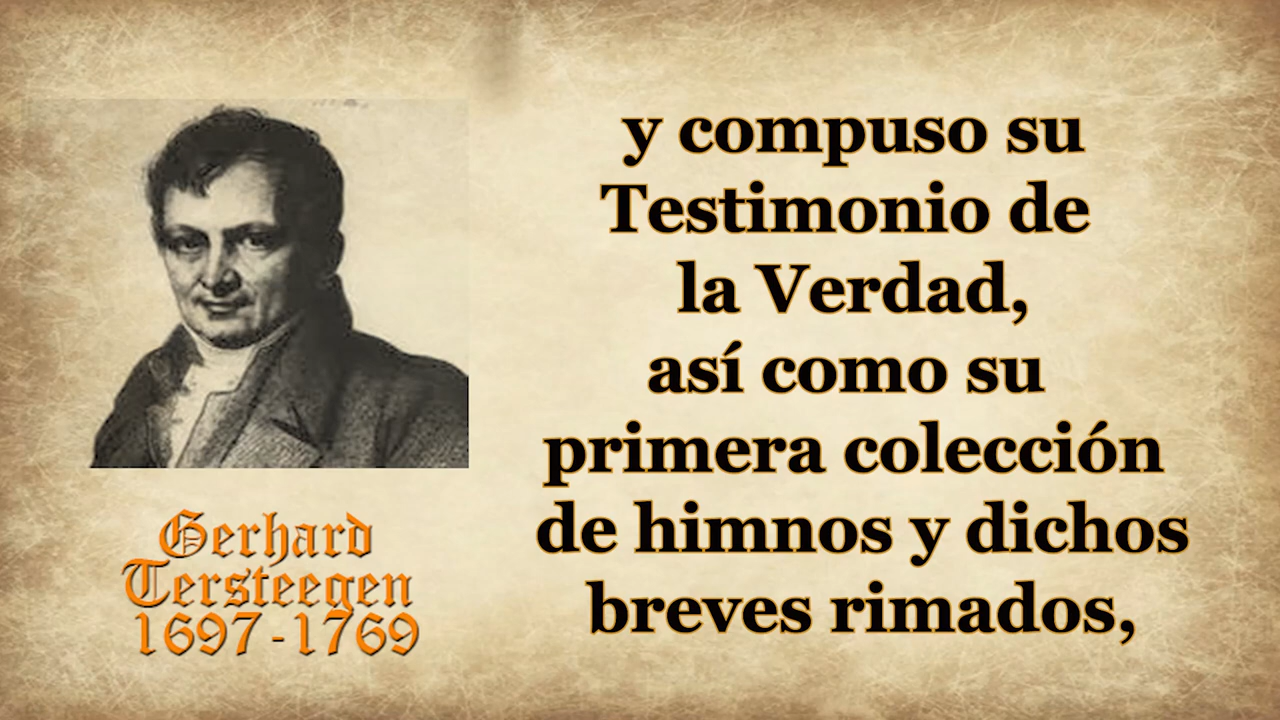 y compuso su
Testimonio de
la Verdad,
así como su
primera colección
de himnos y dichos
breves rimados,
Gerhard
Tersteegen
1697-1769